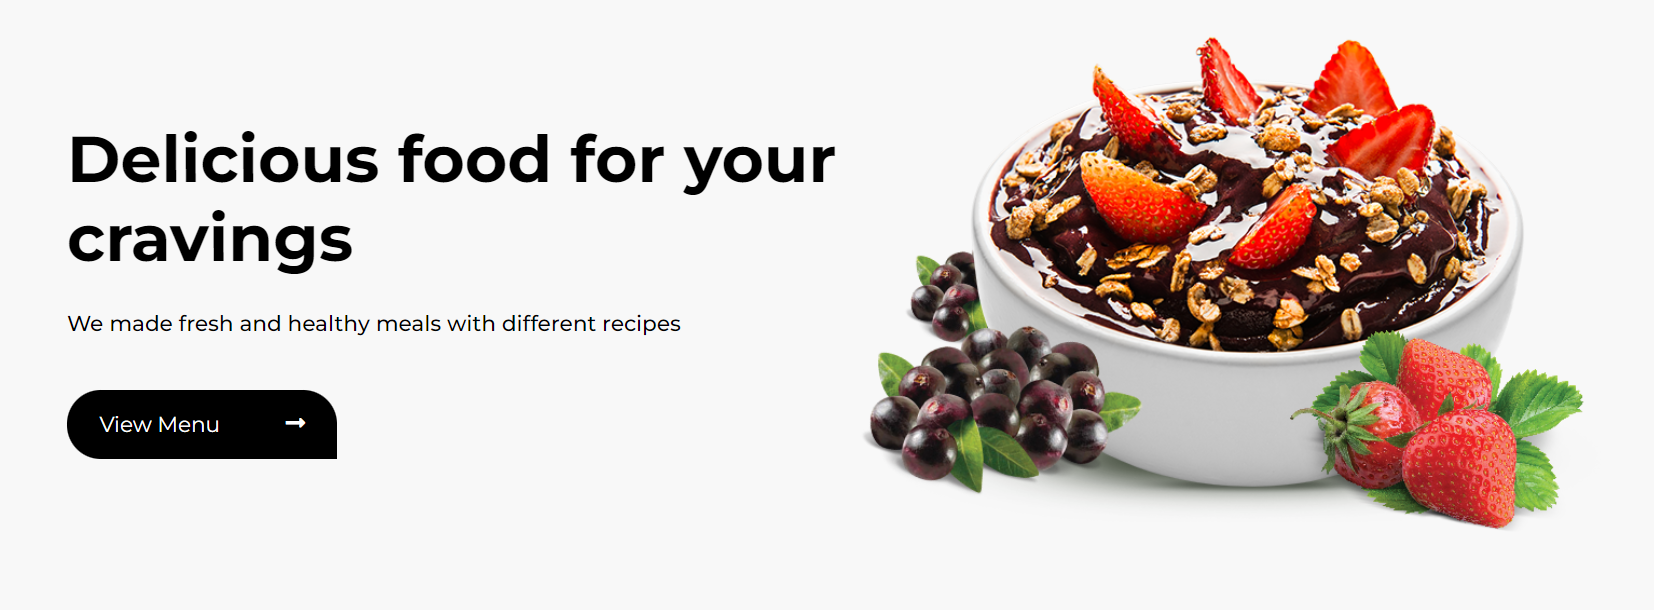 Delicious food for your
cravings
We made fresh and healthy meals with different recipes
View Menu